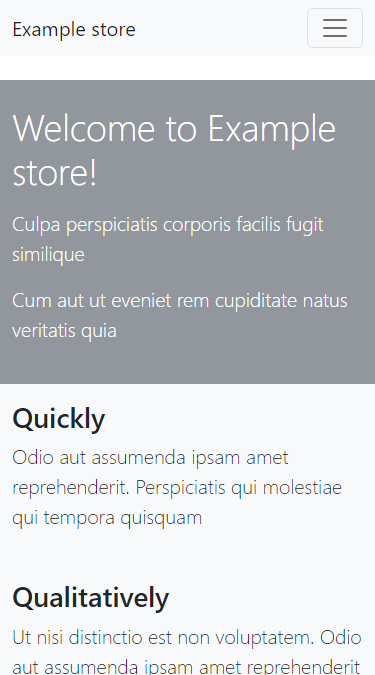 Example store
Welcome to Example
store!
Culpa perspiciatis corporis facilis fugit
similique
Cum aut ut eveniet rem cupiditate natus
veritatis quia
Quickly
Odio aut assumenda ipsam amet
reprehenderit. Perspiciatis qui molestiae
qui tempora quisquam
Qualitatively
Ut nisi distinctio est non voluptatem. Odio
aut assumenda ipsam amet reprehenderit